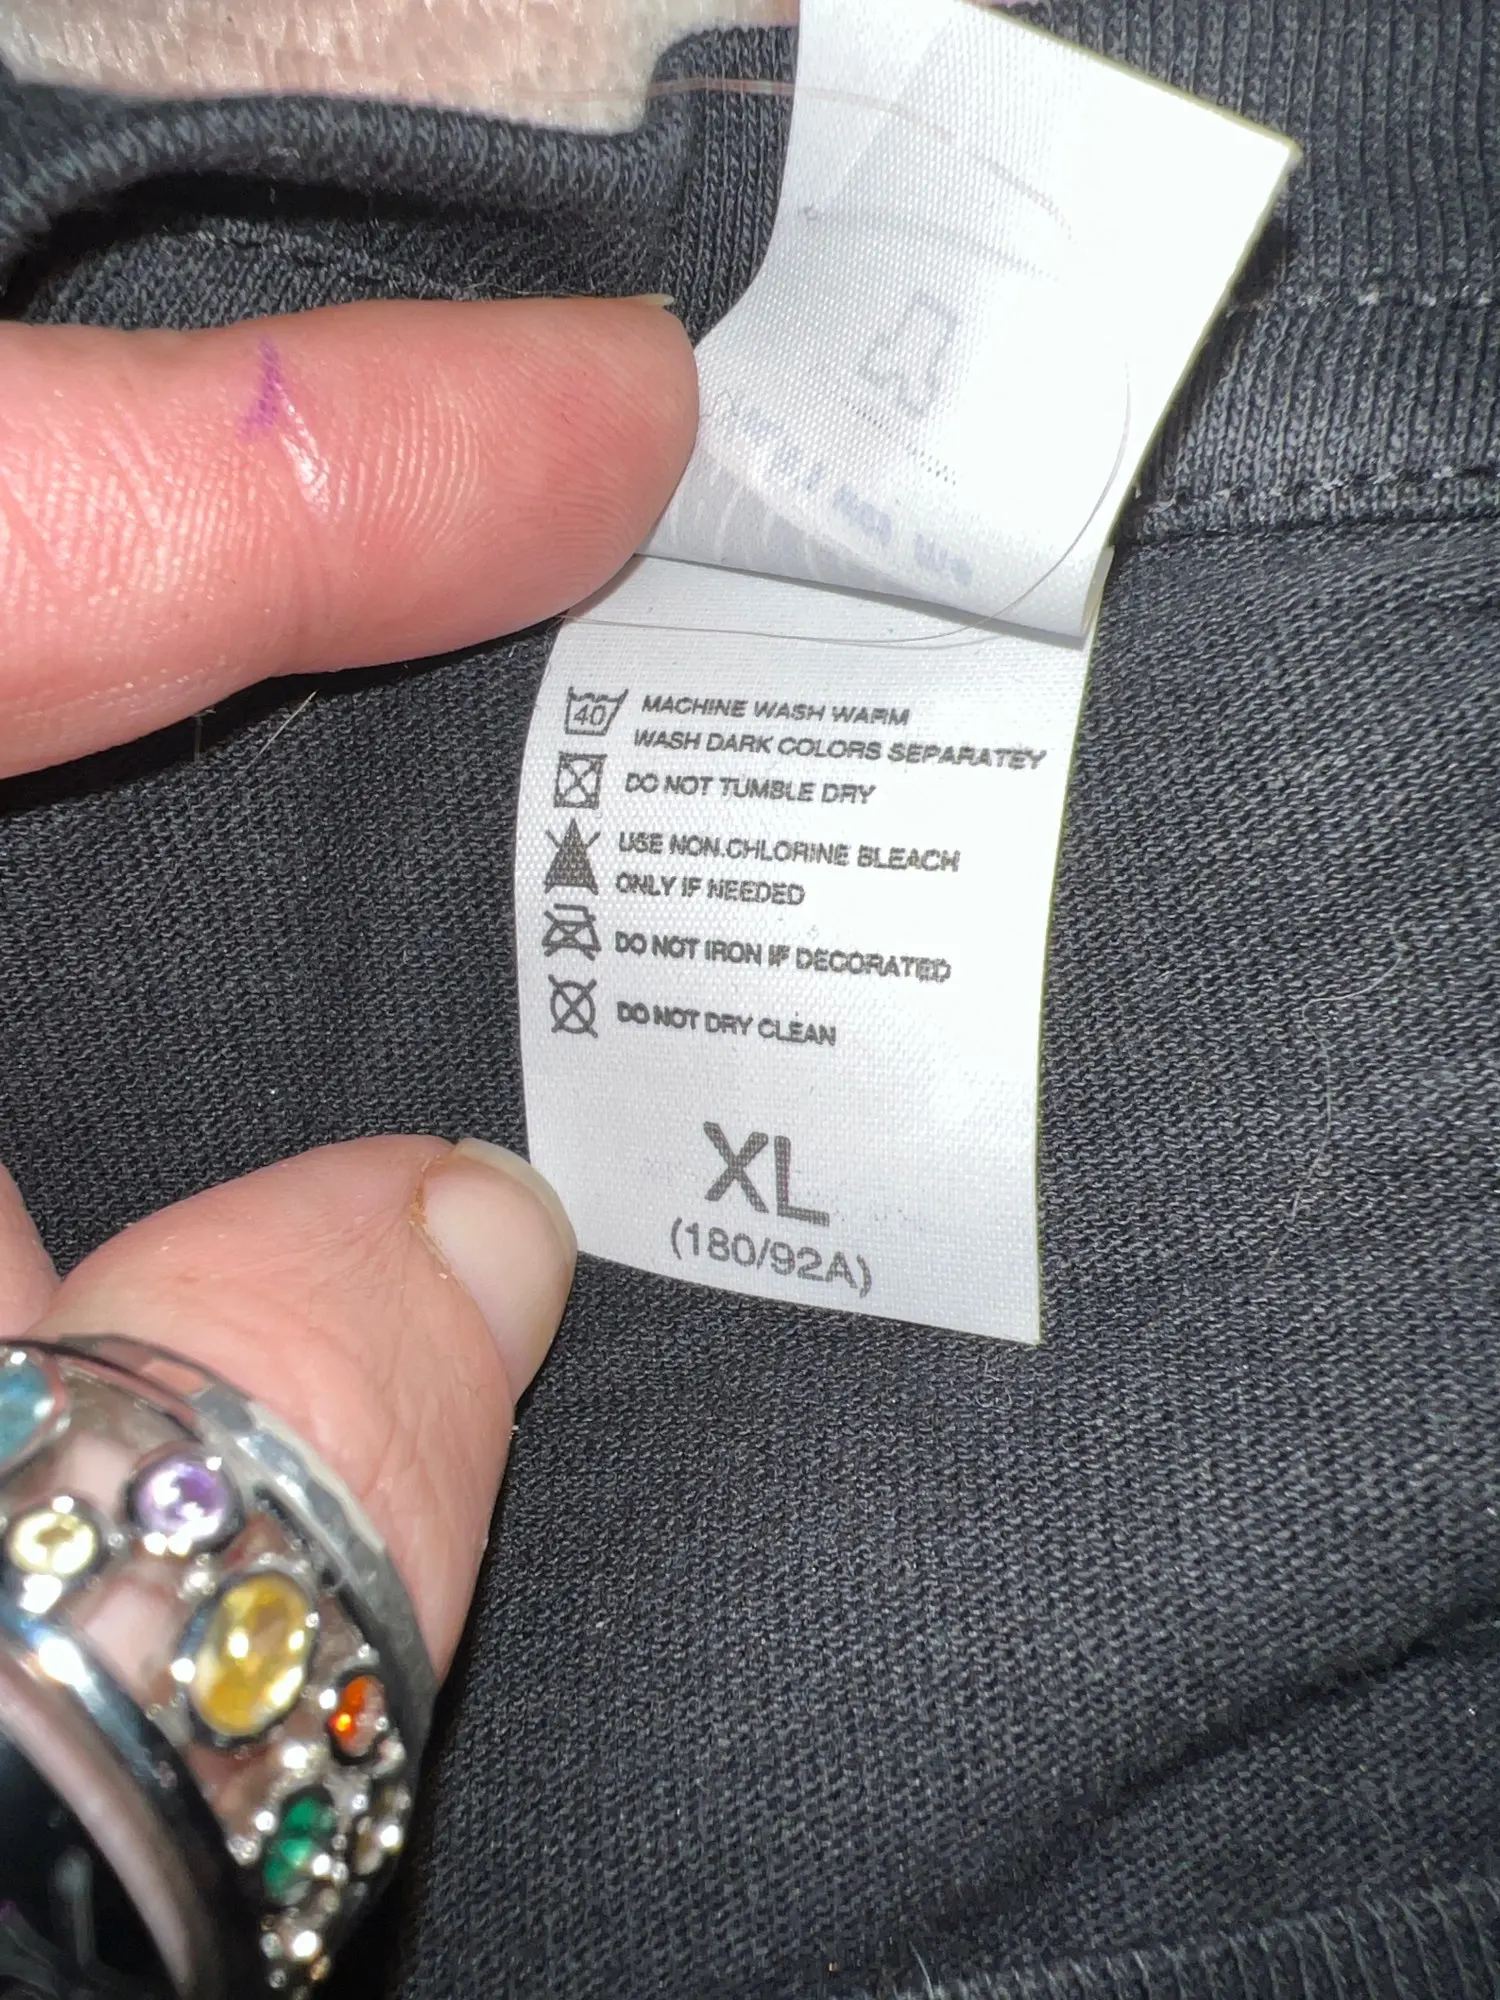 40 MACHINE WASH WARM
WASH DARK COLORS SEPARATEY
DO NOT TUMBLE DRY
USE NON.CHLORINE BLEACH
ONLY IF NEEDED
DO NOT IRON IF DECORATED
DO NOT DRY CLEAN
XL
(180/92A)